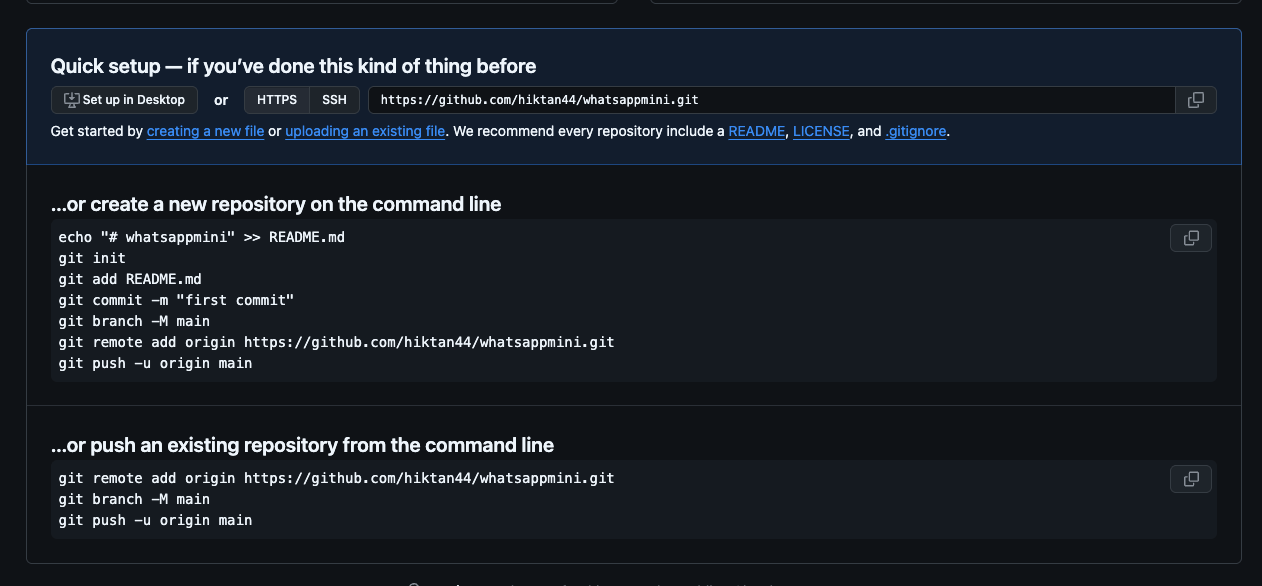 Quick setup — if you’ve done this kind of thing before
Set up in Desktop or HTTPS SSH https://github.com/hiktan44/whatsappmini.git
Get started by creating a new file or uploading an existing file. We recommend every repository include a README, LICENSE, and .gitignore.
…or create a new repository on the command line
echo "# whatsappmini" >> README.md
git init
git add README.md
git commit -m "first commit"
git branch -M main
git remote add origin https://github.com/hiktan44/whatsappmini.git
git push -u origin main
…or push an existing repository from the command line
git remote add origin https://github.com/hiktan44/whatsappmini.git
git branch -M main
git push -u origin main